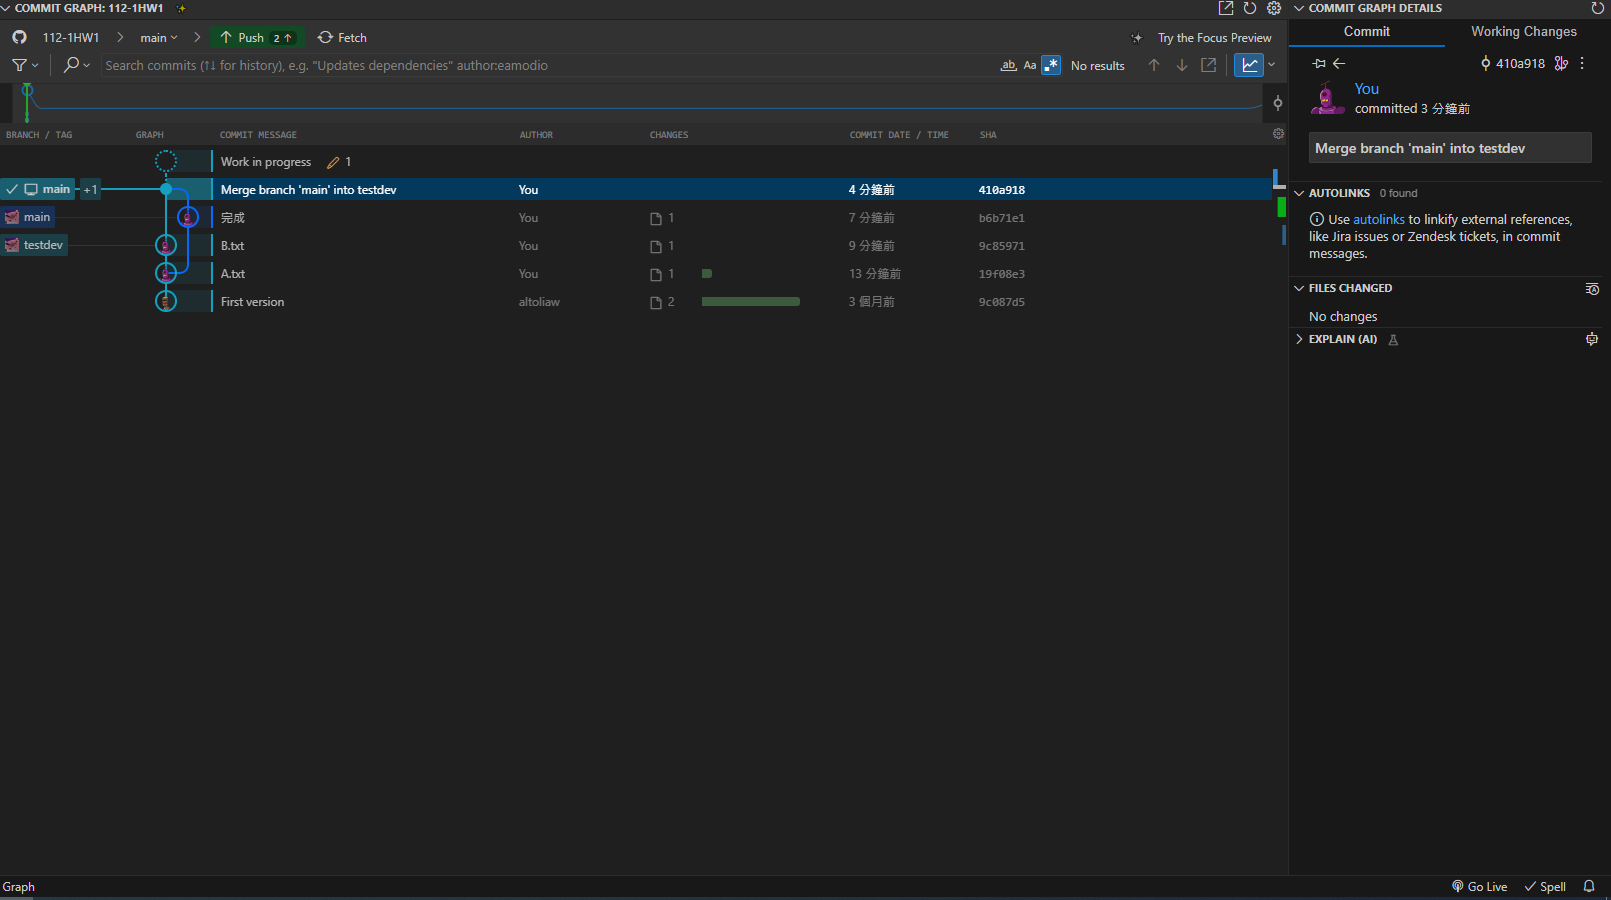 COMMIT GRAPH: 112-1HW1
112-1HW1 main Push 2 Fetch Try the Focus Preview
Search commits (↑↓ for history), e.g. "Updates dependencies" author:eamodio ab Aa .* No results
BRANCH / TAG GRAPH COMMIT MESSAGE AUTHOR CHANGES COMMIT DATE / TIME SHA
Work in progress 1
main +1 Merge branch 'main' into testdev You 4 分鐘前 410a918
main 完成 You 1 7 分鐘前 b6b71e1
testdev B.txt You 1 9 分鐘前 9c85971
A.txt You 1 13 分鐘前 19f08e3
First version altoliaw 2 3 個月前 9c087d5
COMMIT GRAPH DETAILS
Commit Working Changes
410a918
You
committed 3 分鐘前
Merge branch 'main' into testdev
AUTOLINKS 0 found
Use autolinks to linkify external references,
like Jira issues or Zendesk tickets, in commit
messages.
FILES CHANGED
No changes
EXPLAIN (AI)
Graph Go Live Spell